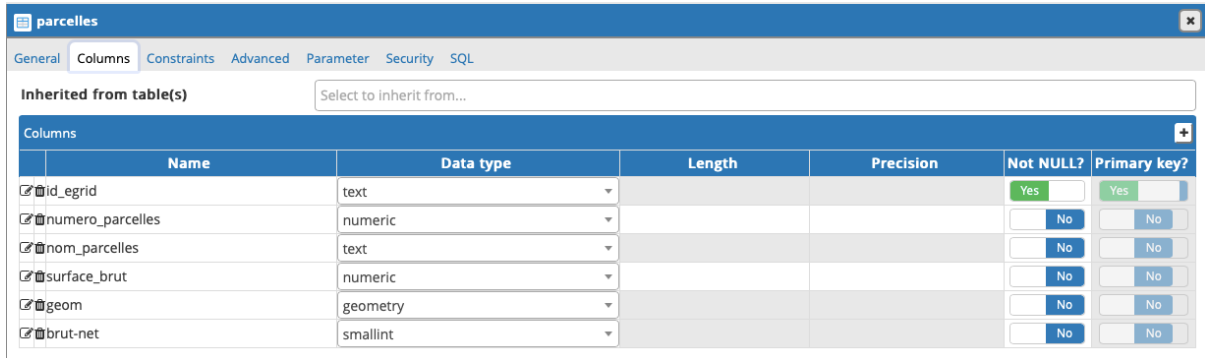 parcelles
General Columns Constraints Advanced Parameter Security SQL
Inherited from table(s) Select to inherit from...
Columns
Name Data type Length Precision Not NULL? Primary key?
id_egrid text Yes Yes
numero_parcelles numeric No No
nom_parcelles text No No
surface_brut numeric No No
geom geometry No No
brut-net smallint No No